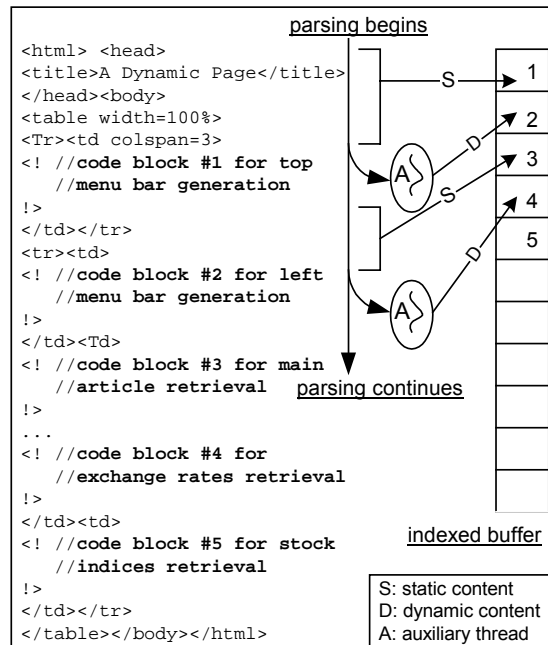 <html> <head>
<title>A Dynamic Page</title>
</head><body>
<table width=100%>
<Tr><td colspan=3>
<! //code block #1 for top
//menu bar generation
!>
</td></tr>
<tr><td>
<! //code block #2 for left
//menu bar generation
!>
</td><Td>
<! //code block #3 for main
//article retrieval
!>
...
<! //code block #4 for
//exchange rates retrieval
!>
</td><td>
<! //code block #5 for stock
//indices retrieval
!>
</td></tr>
</table></body></html>
parsing begins
S
A
D
S
A
D
parsing continues
1
2
3
4
5
indexed buffer
S: static content
D: dynamic content
A: auxiliary thread